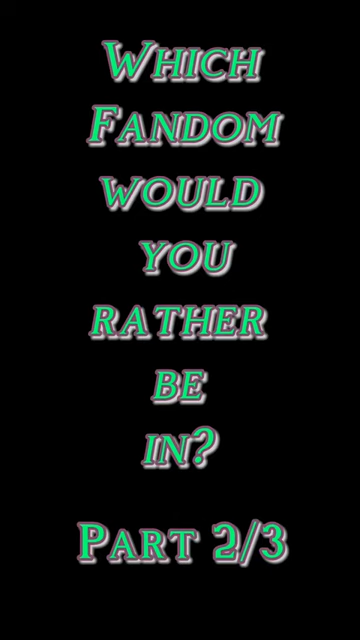 Which
Fandom
would
you
rather
be
in?
Part 2/3